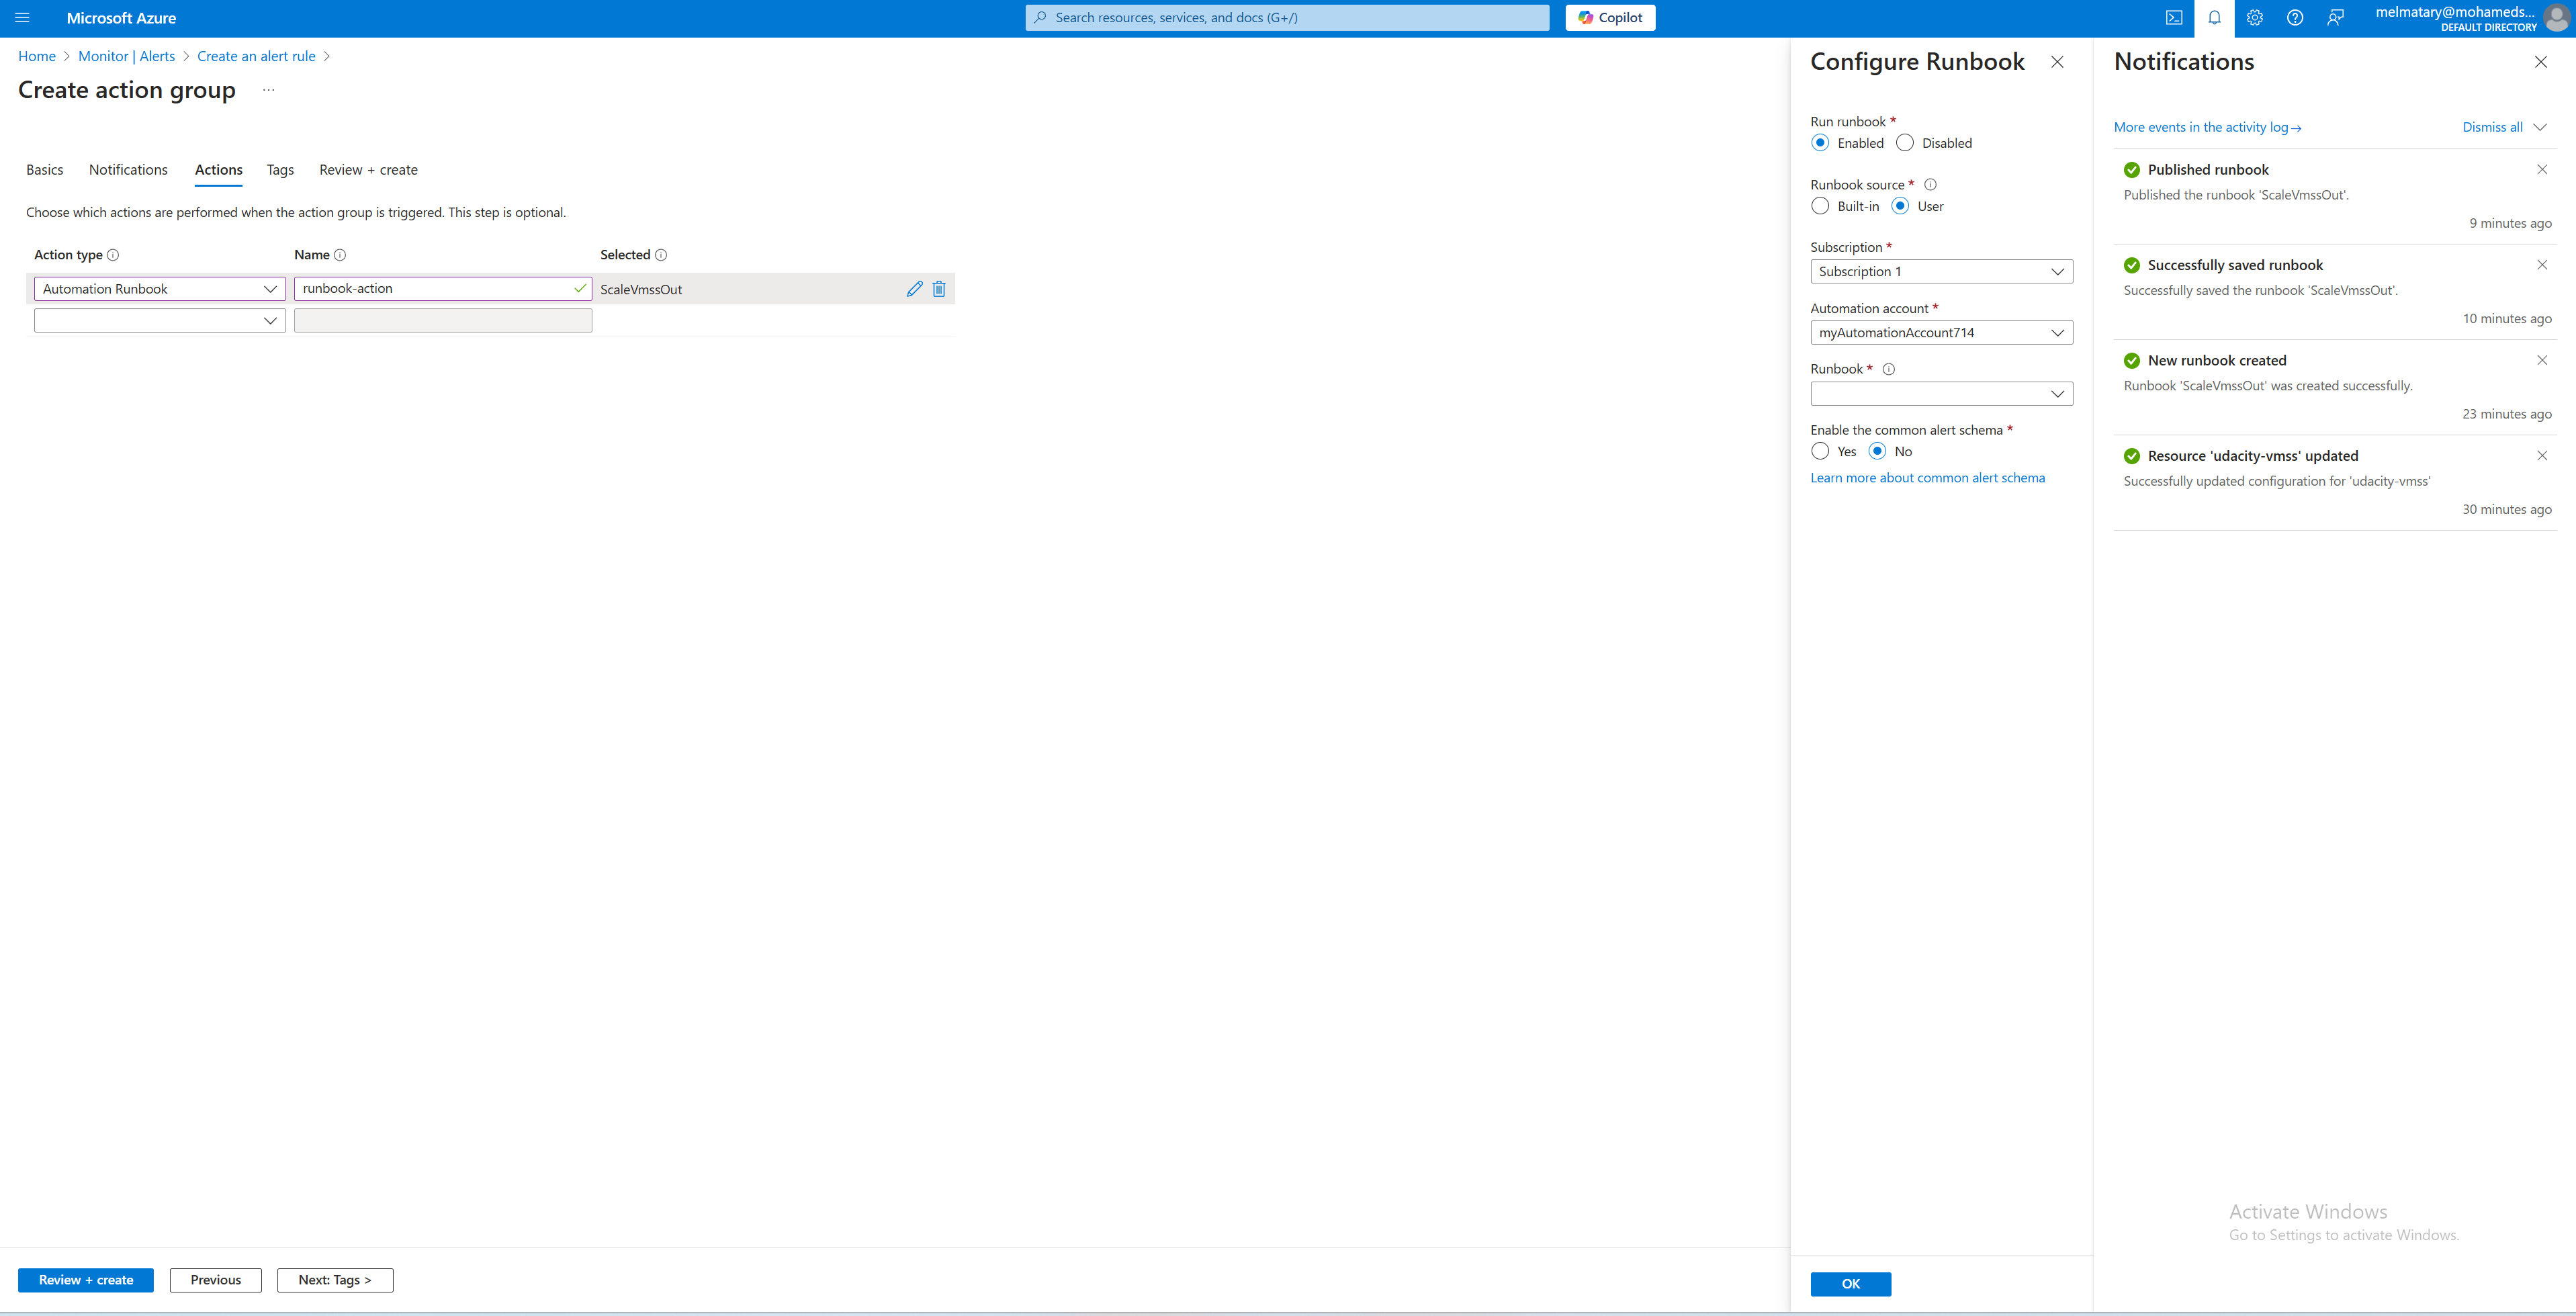 Microsoft Azure
Search resources, services, and docs (G+/)
Copilot
melmatary@mohameds...
DEFAULT DIRECTORY
Home > Monitor | Alerts > Create an alert rule >
Create action group ...
Basics Notifications Actions Tags Review + create
Choose which actions are performed when the action group is triggered. This step is optional.
Action type Name Selected
Automation Runbook runbook-action ScaleVmssOut
Review + create Previous Next: Tags >
Configure Runbook
Run runbook *
Enabled Disabled
Runbook source *
Built-in User
Subscription *
Subscription 1
Automation account *
myAutomationAccount714
Runbook *
Enable the common alert schema *
Yes No
Learn more about common alert schema
OK
Notifications
More events in the activity log → Dismiss all
Published runbook
Published the runbook 'ScaleVmssOut'.
9 minutes ago
Successfully saved runbook
Successfully saved the runbook 'ScaleVmssOut'.
10 minutes ago
New runbook created
Runbook 'ScaleVmssOut' was created successfully.
23 minutes ago
Resource 'udacity-vmss' updated
Successfully updated configuration for 'udacity-vmss'
30 minutes ago
Activate Windows
Go to Settings to activate Windows.